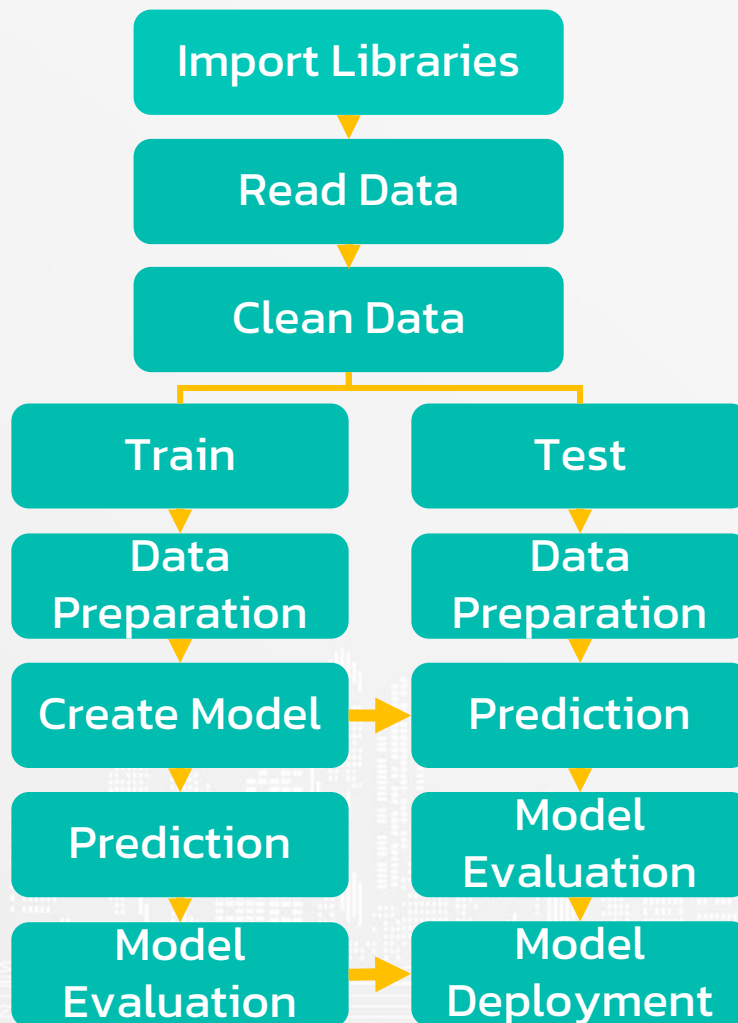 Import Libraries
Read Data
Clean Data
Train
Test
Data
Preparation
Data
Preparation
Create Model
Prediction
Prediction
Model
Evaluation
Model
Evaluation
Model
Deployment